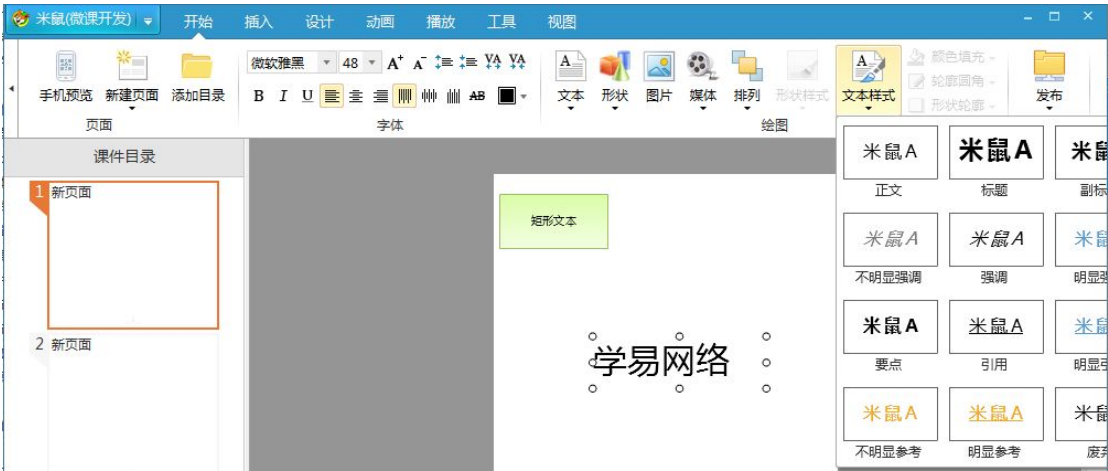 米鼠(微课开发) 开始 插入 设计 动画 播放 工具 视图
微软雅黑 48 A+ A-
B I U AB
手机预览 新建页面 添加目录 文本 形状 图片 媒体 排列 形状样式 文本样式
颜色填充
轮廓圆角
形状轮廓
发布
页面 字体 绘图
课件目录
1 新页面
2 新页面
矩形文本
学易网络
米鼠A 米鼠A 米鼠
正文 标题 副标
米鼠A 米鼠A 米鼠
不明显强调 强调 明显强
米鼠A 米鼠A 米鼠
要点 引用 明显引
米鼠A 米鼠A 米鼠
不明显参考 明显参考 废弃